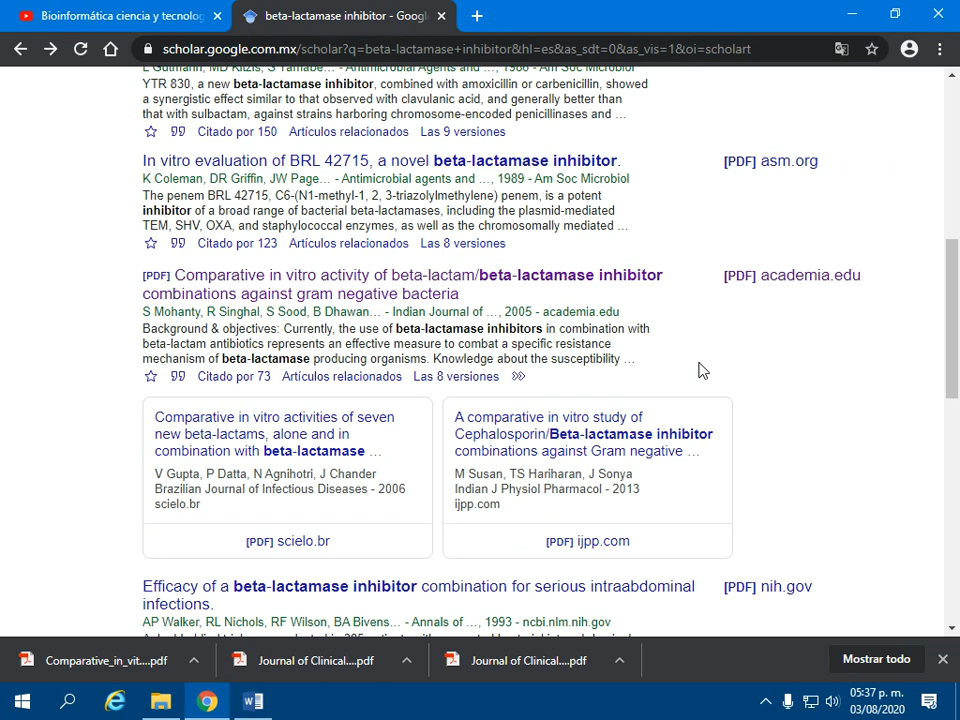 Bioinformática ciencia y tecnolog
beta-lactamase inhibitor - Goog
scholar.google.com.mx/scholar?q=beta-lactamase+inhibitor&hl=es&as_sdt=0&as_vis=1&oi=scholart
L Gutmann, MD Kitzis, S Yamabe... - Antimicrobial Agents and ..., 1986 - Am Soc Microbiol
YTR 830, a new beta-lactamase inhibitor, combined with amoxicillin or carbenicillin, showed
a synergistic effect similar to that observed with clavulanic acid, and generally better than
that with sulbactam, against strains harboring chromosome-encoded penicillinases and ...
Citado por 150 Artículos relacionados Las 9 versiones
In vitro evaluation of BRL 42715, a novel beta-lactamase inhibitor.
[PDF] asm.org
K Coleman, DR Griffin, JW Page... - Antimicrobial agents and ..., 1989 - Am Soc Microbiol
The penem BRL 42715, C6-(N1-methyl-1, 2, 3-triazolylmethylene) penem, is a potent
inhibitor of a broad range of bacterial beta-lactamases, including the plasmid-mediated
TEM, SHV, OXA, and staphylococcal enzymes, as well as the chromosomally mediated ...
Citado por 123 Artículos relacionados Las 8 versiones
[PDF] Comparative in vitro activity of beta-lactam/beta-lactamase inhibitor
combinations against gram negative bacteria
[PDF] academia.edu
S Mohanty, R Singhal, S Sood, B Dhawan... - Indian Journal of ..., 2005 - academia.edu
Background & objectives: Currently, the use of beta-lactamase inhibitors in combination with
beta-lactam antibiotics represents an effective measure to combat a specific resistance
mechanism of beta-lactamase producing organisms. Knowledge about the susceptibility ...
Citado por 73 Artículos relacionados Las 8 versiones
Comparative in vitro activities of seven
new beta-lactams, alone and in
combination with beta-lactamase ...
V Gupta, P Datta, N Agnihotri, J Chander
Brazilian Journal of Infectious Diseases - 2006
scielo.br
[PDF] scielo.br
A comparative in vitro study of
Cephalosporin/Beta-lactamase inhibitor
combinations against Gram negative ...
M Susan, TS Hariharan, J Sonya
Indian J Physiol Pharmacol - 2013
ijpp.com
[PDF] ijpp.com
Efficacy of a beta-lactamase inhibitor combination for serious intraabdominal
infections.
[PDF] nih.gov
AP Walker, RL Nichols, RF Wilson, BA Bivens... - Annals of ..., 1993 - ncbi.nlm.nih.gov
Comparative_in_vit....pdf
Journal of Clinical....pdf
Journal of Clinical....pdf
Mostrar todo
05:37 p. m.
03/08/2020